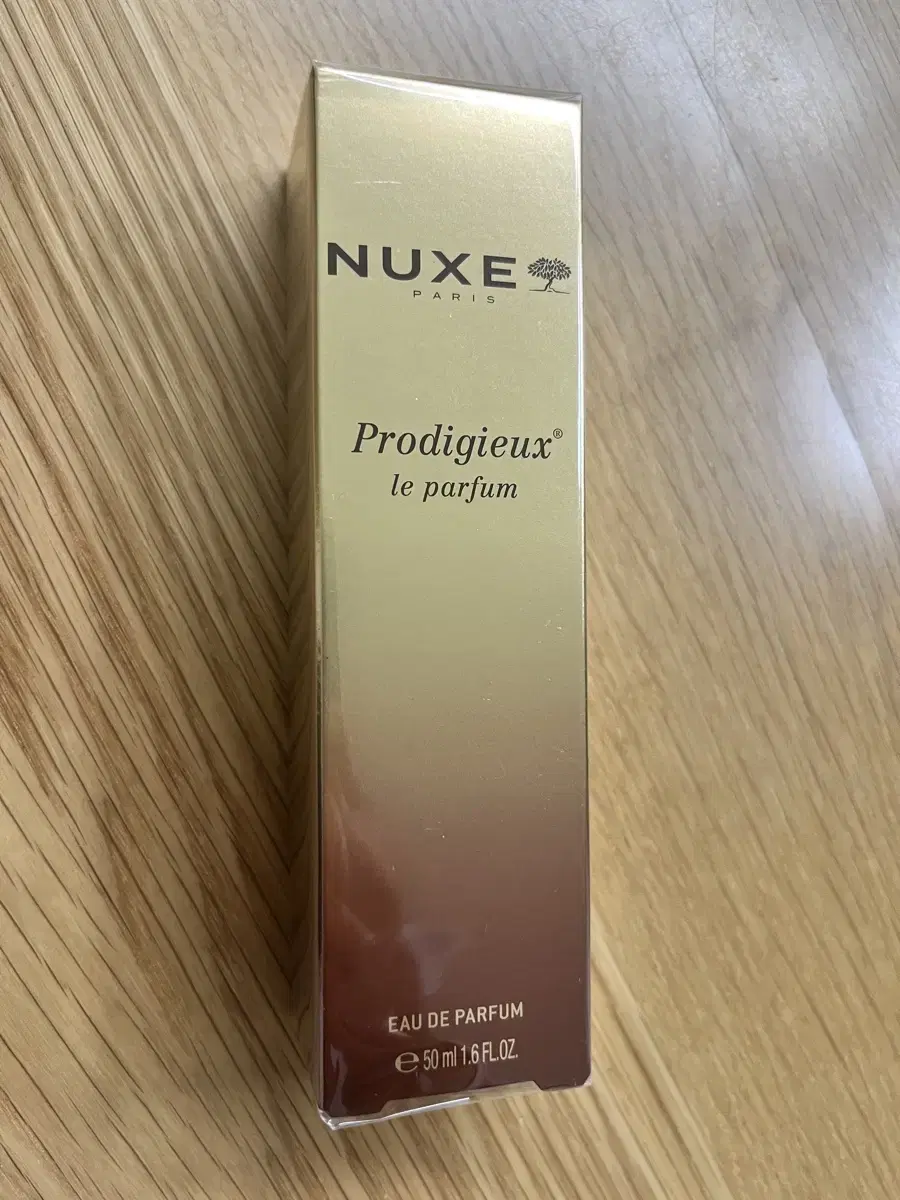 NUXE
PARIS
Prodigieux®
le parfum
EAU DE PARFUM
℮ 50 ml 1.6 FL.OZ.